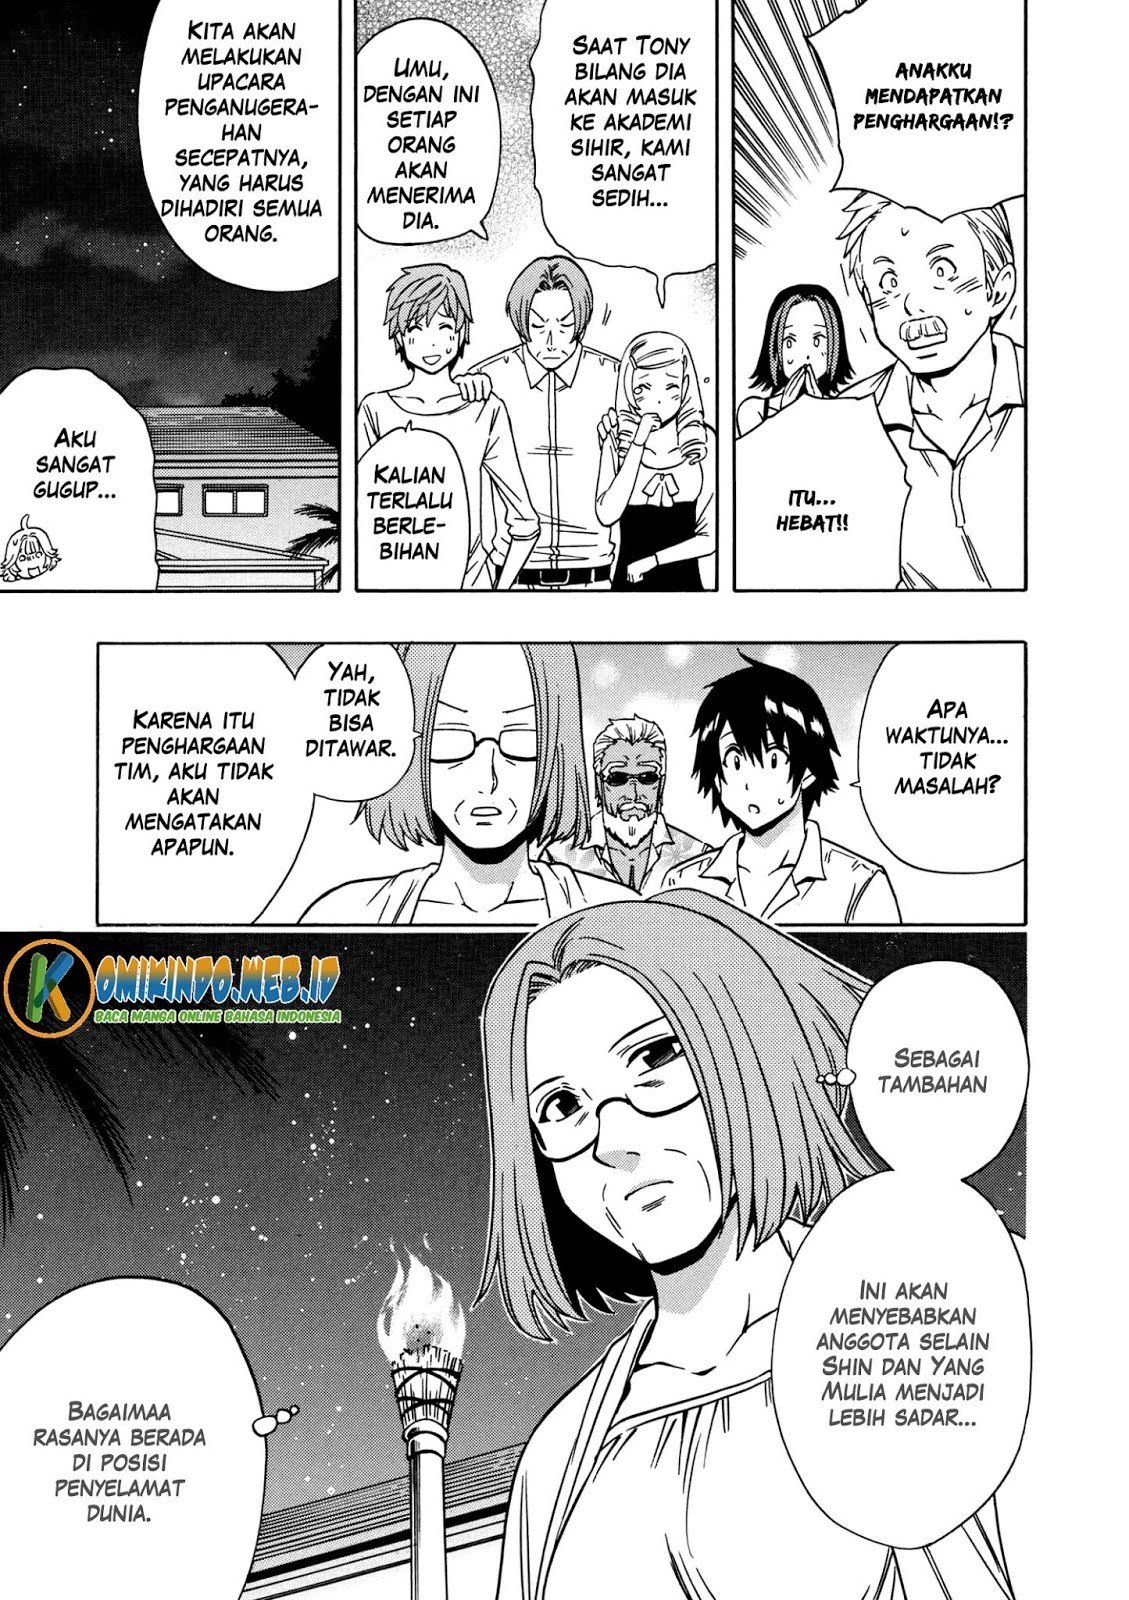 ANAKKU
MENDAPATKAN
PENGHARGAAN!?
ITU...
HEBAT!!
SAAT TONY
BILANG DIA
AKAN MASUK
KE AKADEMI
SIHIR, KAMI
SANGAT
SEDIH...
UMU,
DENGAN INI
SETIAP
ORANG
AKAN
MENERIMA
DIA.
KALIAN
TERLALU
BERLE-
BIHAN
KITA AKAN
MELAKUKAN
UPACARA
PENGANUGERA-
HAN
SECEPATNYA,
YANG HARUS
DIHADIRI SEMUA
ORANG.
AKU
SANGAT
GUGUP...
APA
WAKTUNYA...
TIDAK
MASALAH?
YAH,
TIDAK
BISA
DITAWAR.
KARENA ITU
PENGHARGAAN
TIM, AKU TIDAK
AKAN
MENGATAKAN
APAPUN.
KOMIKINDO.WEB.ID
BACA MANGA ONLINE BAHASA INDONESIA
SEBAGAI
TAMBAHAN
INI AKAN
MENYEBABKAN
ANGGOTA SELAIN
SHIN DAN YANG
MULIA MENJADI
LEBIH SADAR...
BAGAIMAA
RASANYA BERADA
DI POSISI
PENYELAMAT
DUNIA.